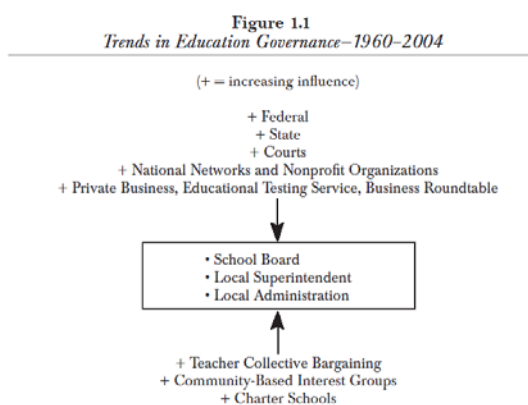 Figure 1.1
Trends in Education Governance–1960–2004
(+ = increasing influence)
+ Federal
+ State
+ Courts
+ National Networks and Nonprofit Organizations
+ Private Business, Educational Testing Service, Business Roundtable
• School Board
• Local Superintendent
• Local Administration
+ Teacher Collective Bargaining
+ Community-Based Interest Groups
+ Charter Schools